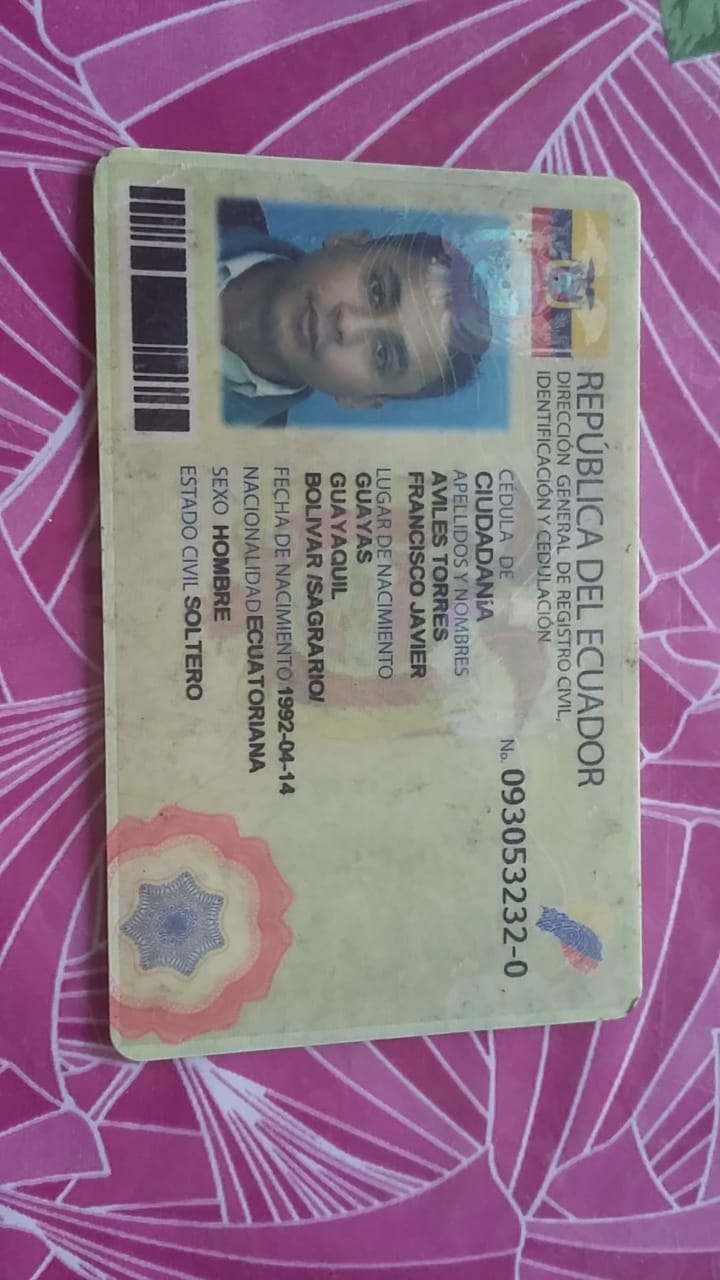 REPÚBLICA DEL ECUADOR
DIRECCIÓN GENERAL DE REGISTRO CIVIL,
IDENTIFICACIÓN Y CEDULACIÓN
CÉDULA DE
No. 093053232-0
CIUDADANÍA
APELLIDOS Y NOMBRES
AVILES TORRES
FRANCISCO JAVIER
LUGAR DE NACIMIENTO
GUAYAS
GUAYAQUIL
BOLIVAR /SAGRARIO/
FECHA DE NACIMIENTO 1992-04-14
NACIONALIDAD ECUATORIANA
SEXO HOMBRE
ESTADO CIVIL SOLTERO